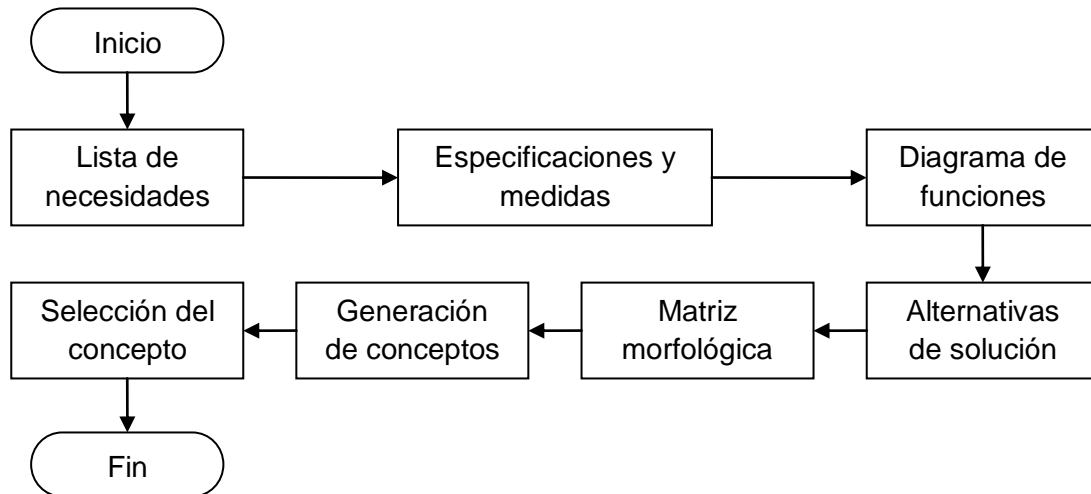 Inicio
Lista de
necesidades
Especificaciones y
medidas
Diagrama de
funciones
Alternativas
de solución
Matriz
morfológica
Generación
de conceptos
Selección del
concepto
Fin